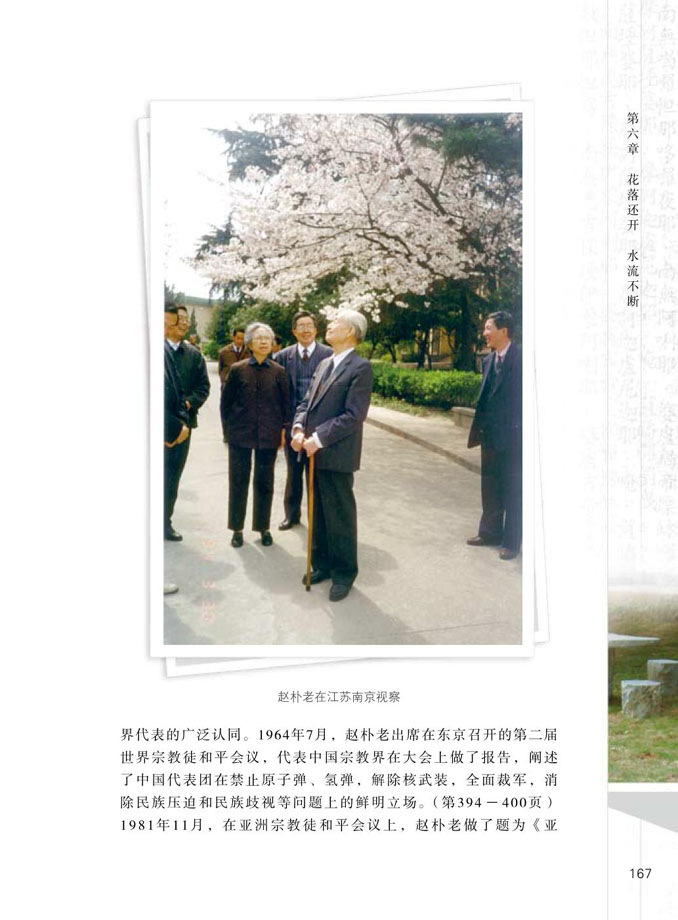 第六章 花落还开 水流不断
赵朴老在江苏南京视察
界代表的广泛认同。1964年7月，赵朴老出席在东京召开的第二届
世界宗教徒和平会议，代表中国宗教界在大会上做了报告，阐述
了中国代表团在禁止原子弹、氢弹，解除核武装，全面裁军，消
除民族压迫和民族歧视等问题上的鲜明立场。（第394－400页）
1981年11月，在亚洲宗教徒和平会议上，赵朴老做了题为《亚
167